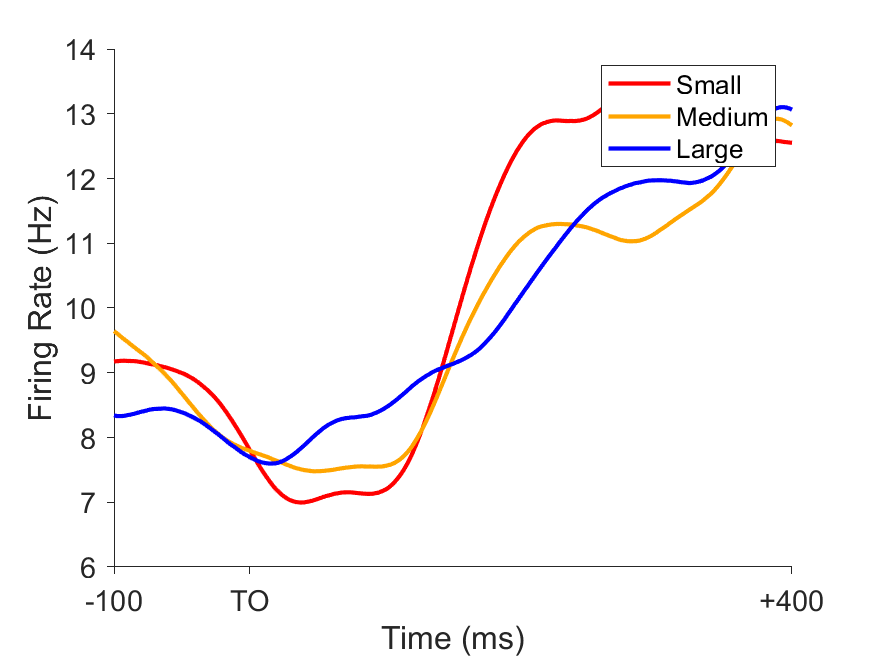 14
13
12
11
10
9
8
7
6
Firing Rate (Hz)
Small
Medium
Large
-100
TO
+400
Time (ms)